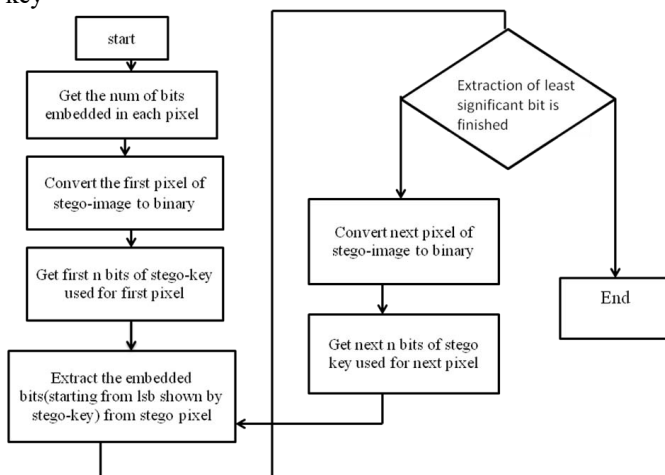 key
start
Get the num of bits
embedded in each pixel
Convert the first pixel of
stego-image to binary
Get first n bits of stego-key
used for first pixel
Extract the embedded
bits(starting from lsb shown by
stego-key) from stego pixel
Extraction of least
significant bit is
finished
Convert next pixel of
stego-image to binary
Get next n bits of stego
key used for next pixel
End